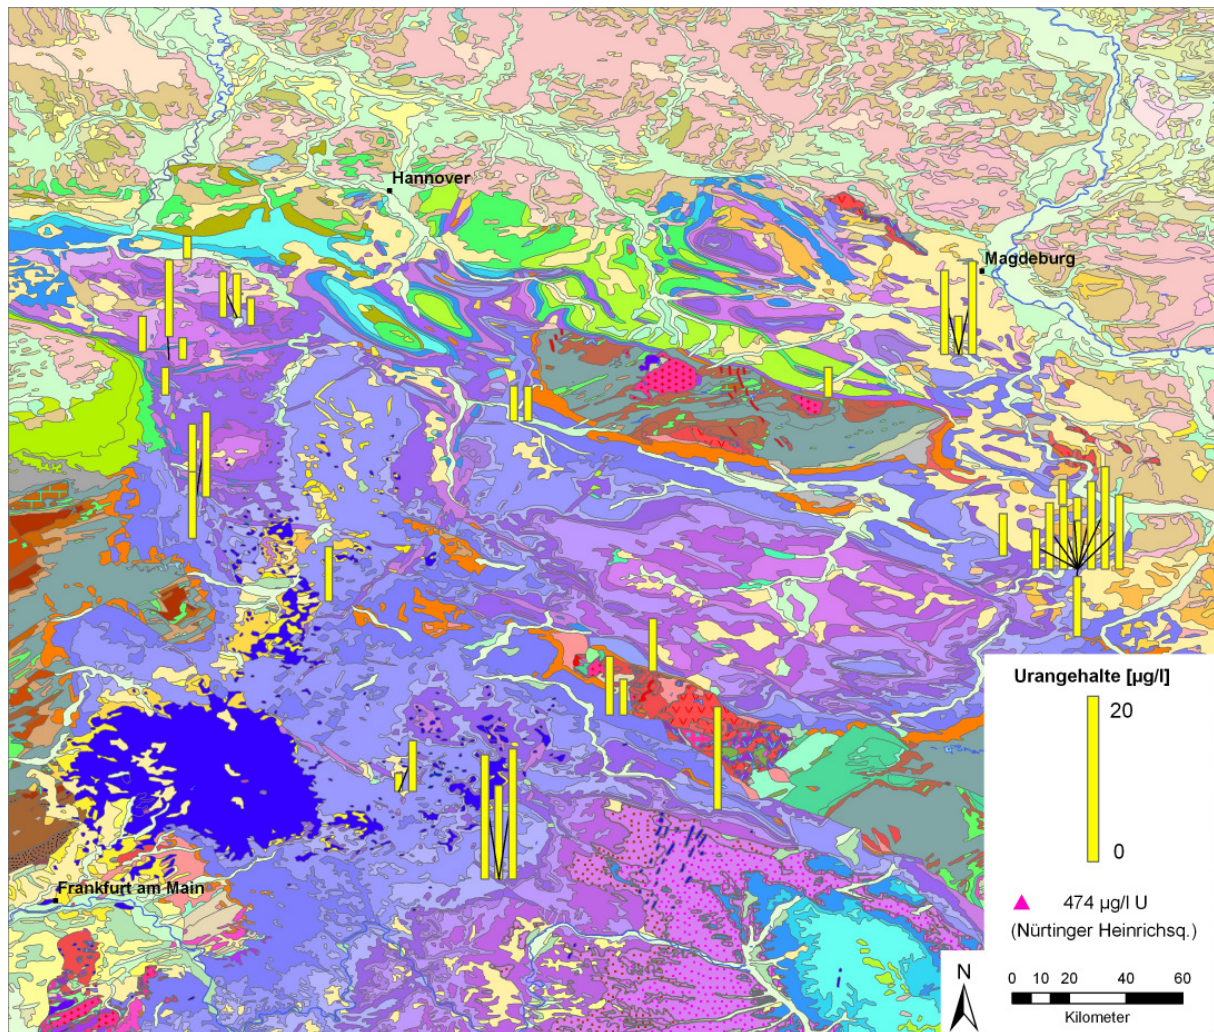 Hannover
Magdeburg
Frankfurt am Main
Urangehalte [µg/l]
20
0
474 µg/l U
(Nürtinger Heinrichsq.)
N
0 10 20 40 60
Kilometer